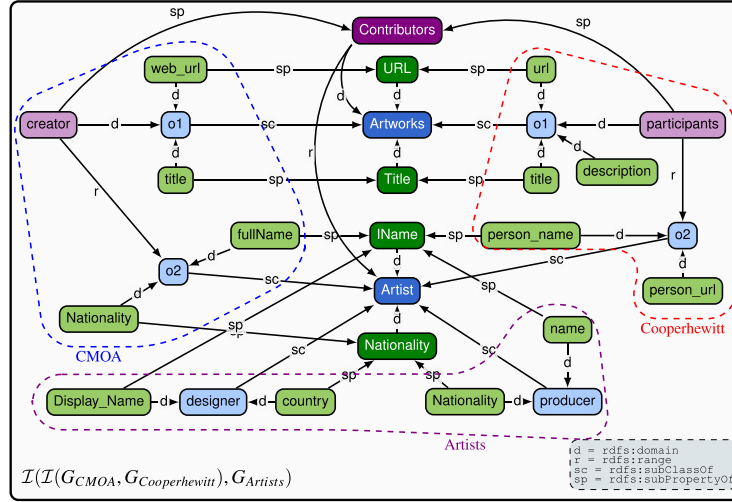 sp
Contributors
web_url
sp
URL
sp
url
d
d
d
creator
d
o1
sc
Artworks
sc
o1
d
participants
d
d
d
d
description
title
sp
Title
sp
title
r
r
r
fullName
sp
IName
sp
person_name
d
o2
d
d
sc
d
o2
sc
Artist
person_url
d
sp
Nationality
d
name
Cooperhewitt
sp
CMOA
sc
Nationality
sc
d
sp
sp
Display_Name
d
designer
d
country
Nationality
d
producer
Artists
I(I(G_CMOA, G_Cooperhewitt), G_Artists)
d = rdfs:domain
r = rdfs:range
sc = rdfs:subClassOf
sp = rdfs:subPropertyOf